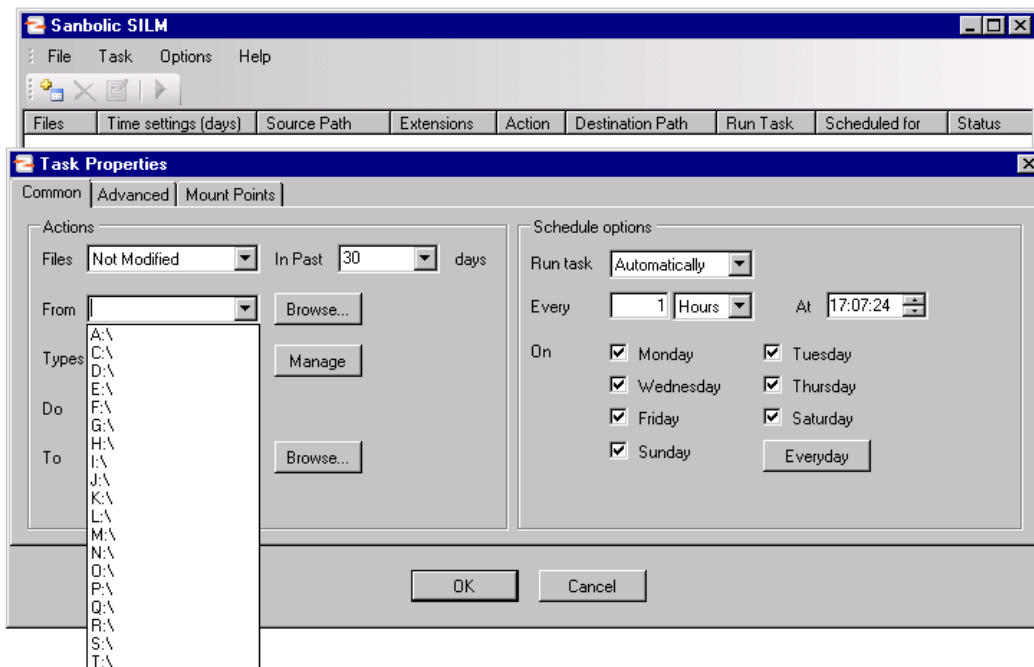 Sanbolic SILM
File Task Options Help
Files Time settings (days) Source Path Extensions Action Destination Path Run Task Scheduled for Status
Task Properties
Common Advanced Mount Points
Actions
Files Not Modified In Past 30 days
From Browse...
Types Manage
Do
To Browse...
A:\
C:\
D:\
E:\
F:\
G:\
H:\
I:\
J:\
K:\
L:\
M:\
N:\
O:\
P:\
Q:\
R:\
S:\
T:\
Schedule options
Run task Automatically
Every 1 Hours At 17:07:24
On Monday Tuesday
Wednesday Thursday
Friday Saturday
Sunday Everyday
OK Cancel